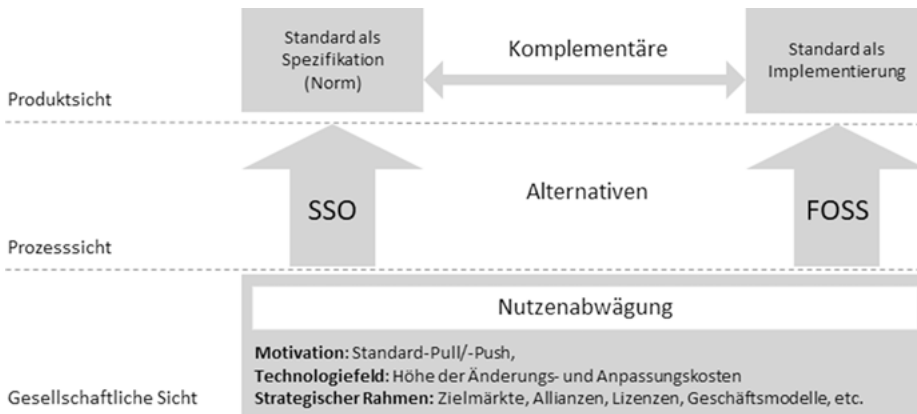 Standard als
Spezifikation
(Norm)
Komplementäre
Standard als
Implementierung
Produktsicht
SSO
Alternativen
FOSS
Prozesssicht
Nutzenabwägung
Motivation: Standard-Pull/-Push,
Technologiefeld: Höhe der Änderungs- und Anpassungskosten
Gesellschaftliche Sicht
Strategischer Rahmen: Zielmärkte, Allianzen, Lizenzen, Geschäftsmodelle, etc.